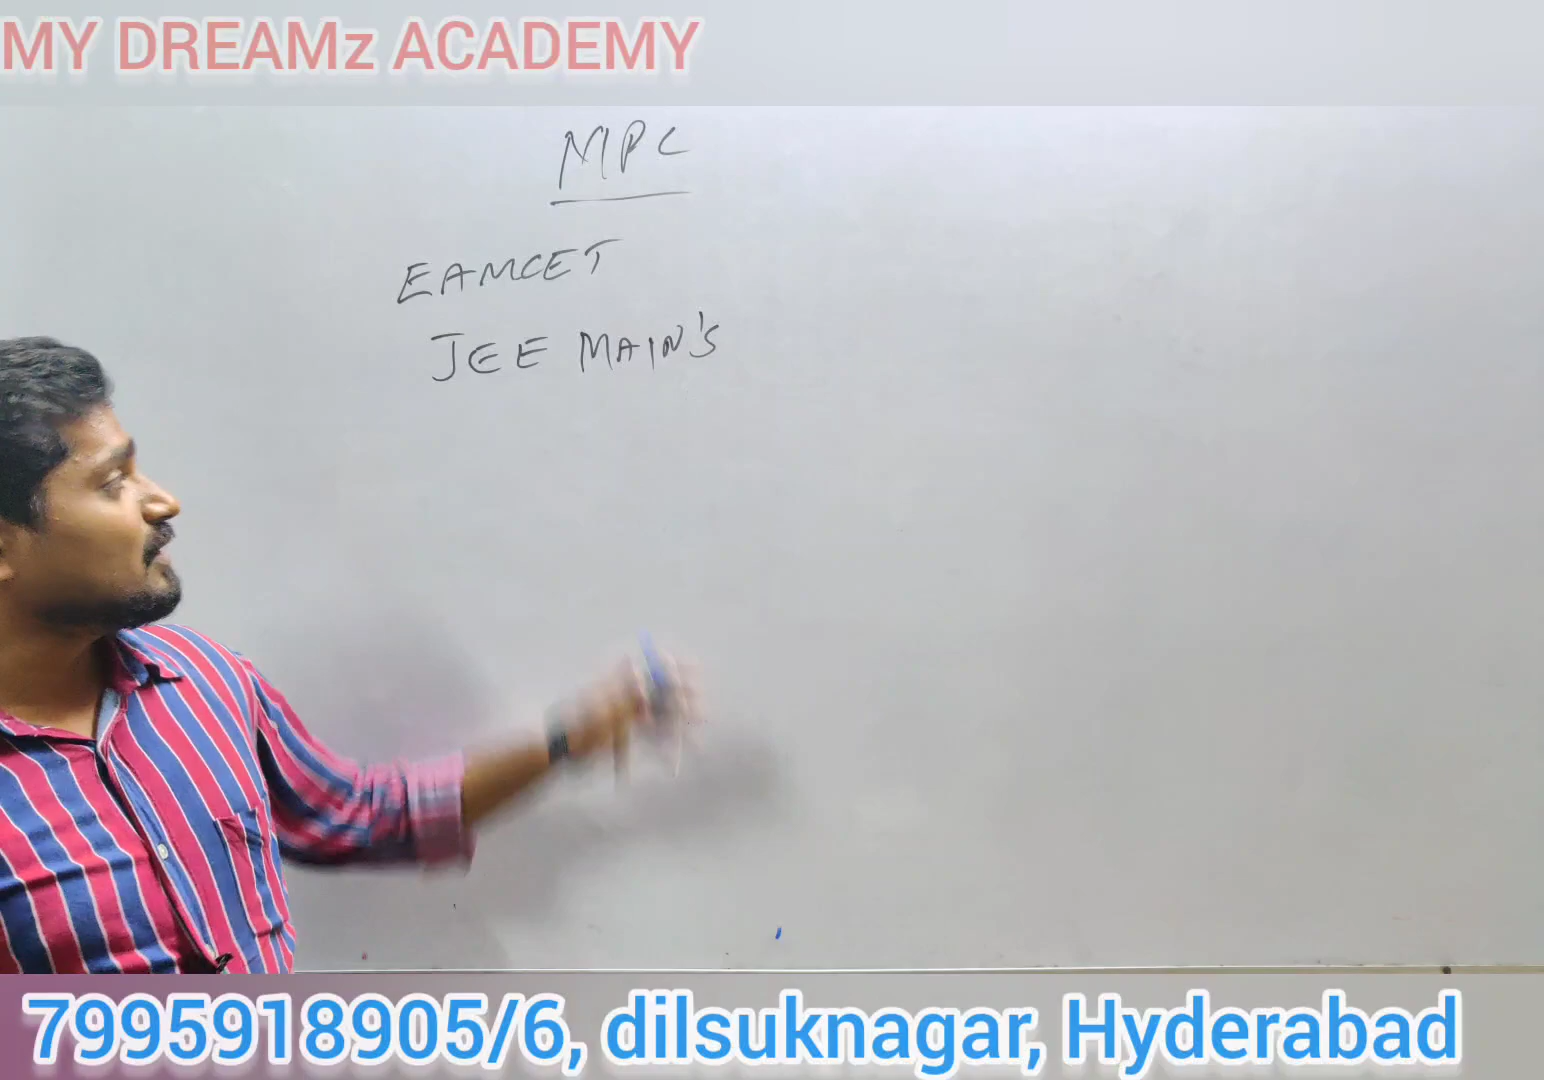 MY DREAMz ACADEMY
MPC
EAMCET
JEE MAIN'S
7995918905/6, dilsuknagar, Hyderabad